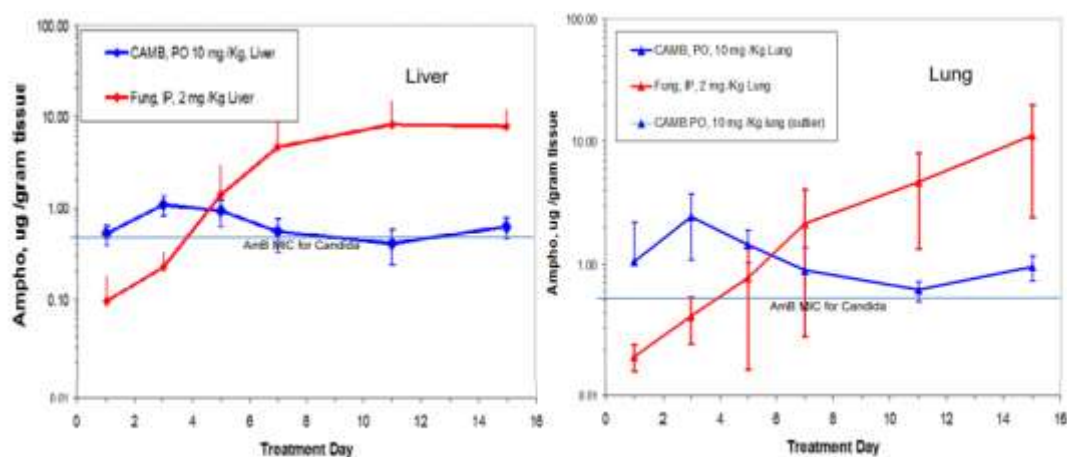 100.00
10.00
1.00
0.10
0.01
Ampho, ug /gram tissue
CAMB, PO 10 mg /Kg, Liver
Fung, IP, 2 mg /Kg Liver
Liver
AmB MIC for Candida
0 2 4 6 8 10 12 14 16
Treatment Day
100.00
10.00
1.00
0.01
Ampho, ug /gram tissue
CAMB, PO, 10 mg /Kg Lung
Fung, IP, 2 mg /Kg Lung
CAMB PO, 10 mg /Kg lung (outlier)
Lung
AmB MIC for Candida
0 2 4 6 8 10 12 14 16
Treatment Day